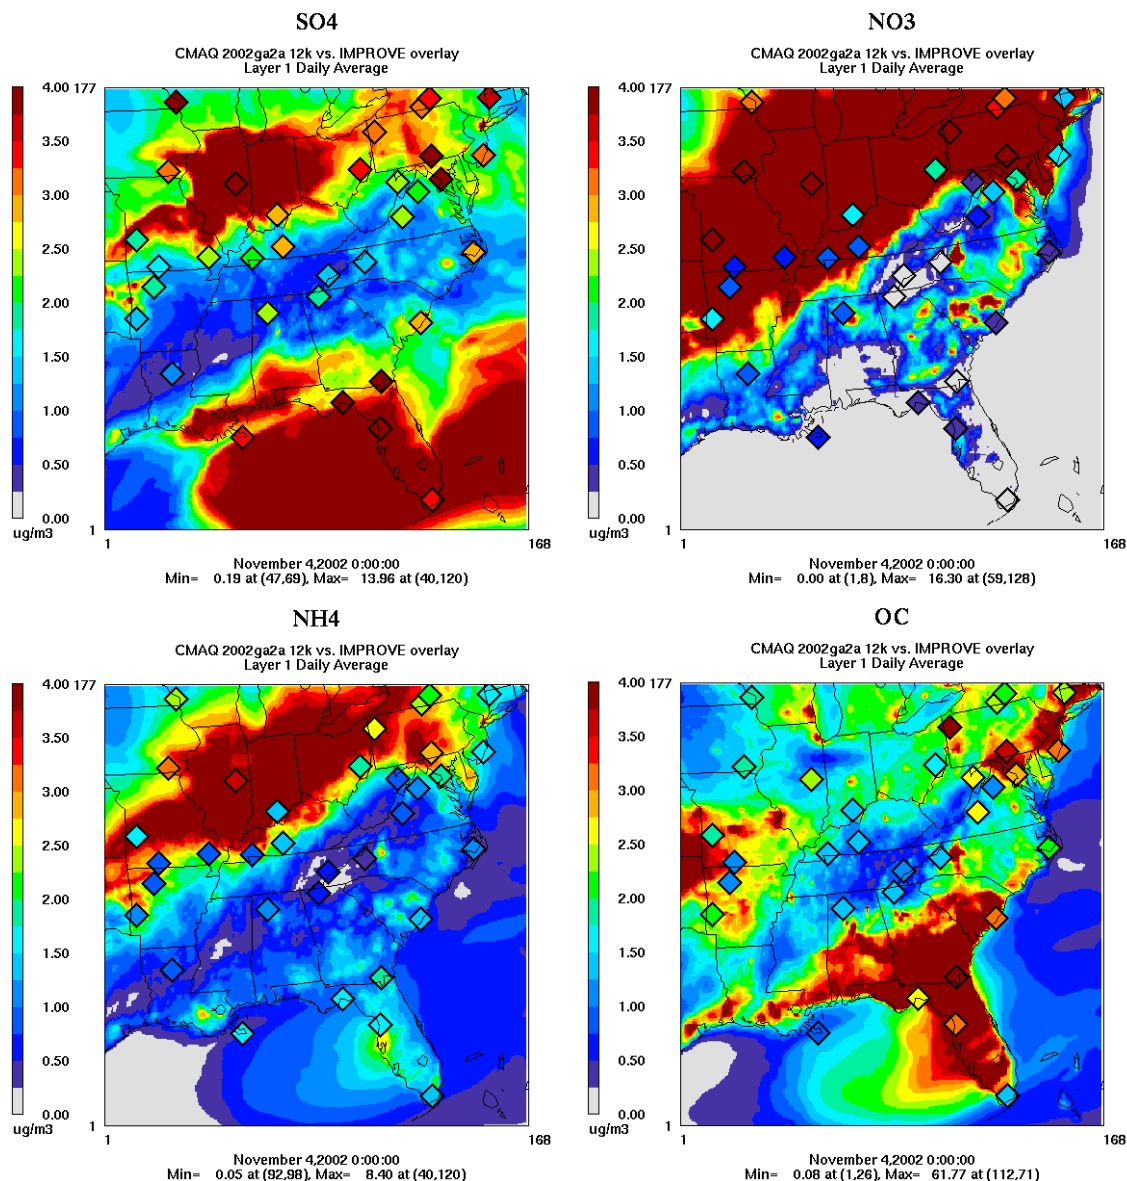 SO4
CMAQ 2002ga2a 12k vs. IMPROVE overlay
Layer 1 Daily Average
4.00 177
3.50
3.00
2.50
2.00
1.50
1.00
0.50
0.00
ug/m3
1
1 168
November 4,2002 0:00:00
Min= 0.19 at (47,69), Max= 13.96 at (40,120)
NO3
CMAQ 2002ga2a 12k vs. IMPROVE overlay
Layer 1 Daily Average
4.00 177
3.50
3.00
2.50
2.00
1.50
1.00
0.50
0.00
ug/m3
1
1 168
November 4,2002 0:00:00
Min= 0.00 at (1,8), Max= 16.30 at (59,128)
NH4
CMAQ 2002ga2a 12k vs. IMPROVE overlay
Layer 1 Daily Average
4.00 177
3.50
3.00
2.50
2.00
1.50
1.00
0.50
0.00
ug/m3
1
1 168
November 4,2002 0:00:00
Min= 0.05 at (92,98), Max= 8.40 at (40,120)
OC
CMAQ 2002ga2a 12k vs. IMPROVE overlay
Layer 1 Daily Average
4.00 177
3.50
3.00
2.50
2.00
1.50
1.00
0.50
0.00
ug/m3
1
1 168
November 4,2002 0:00:00
Min= 0.08 at (1,26), Max= 61.77 at (112,71)